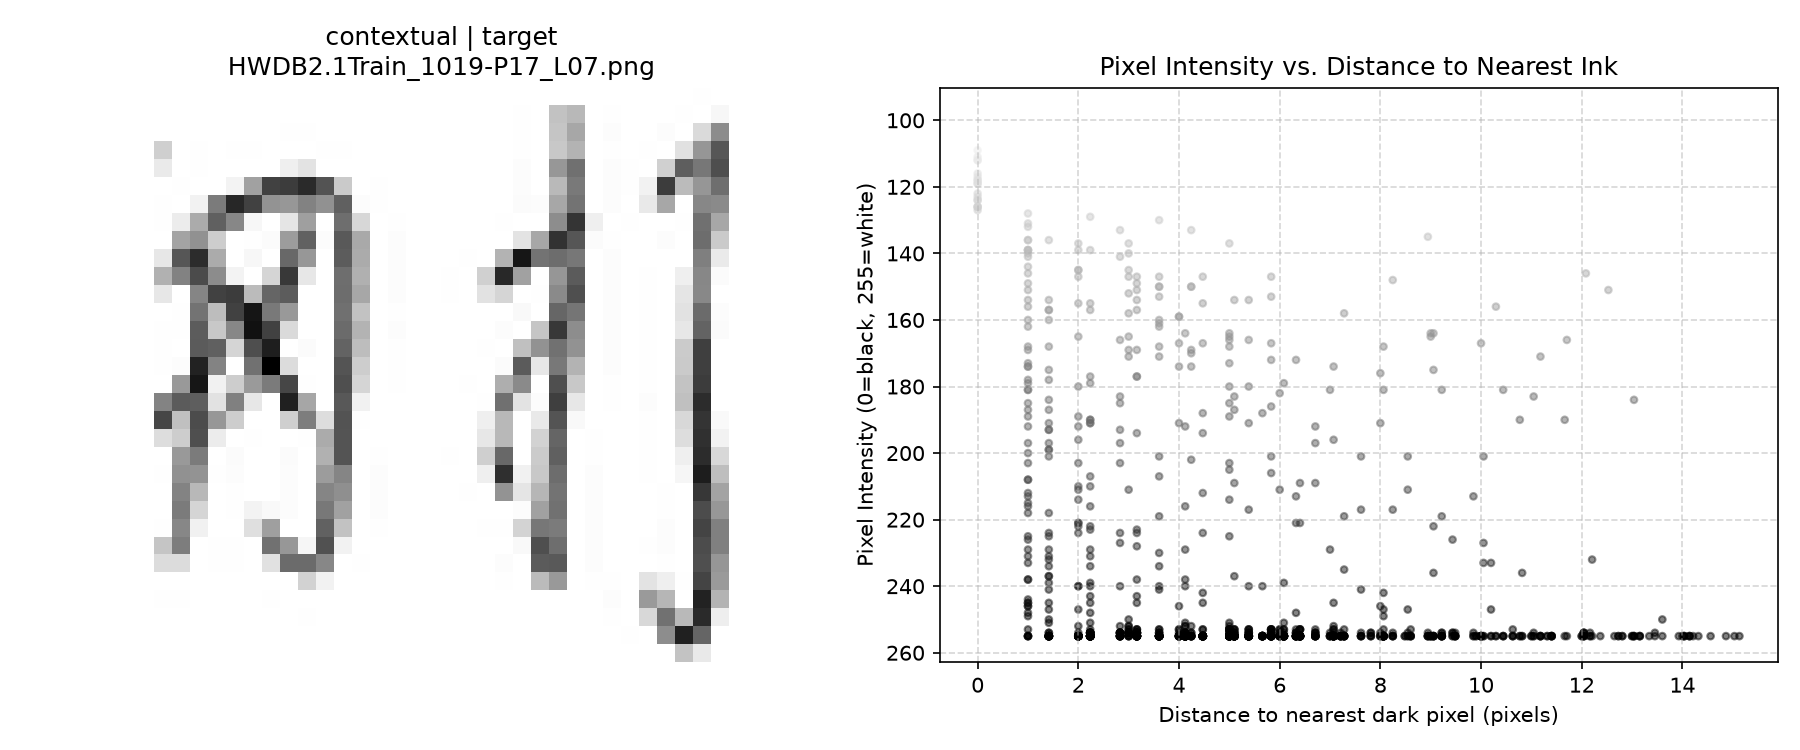 contextual | target
HWDB2.1Train_1019-P17_L07.png
Pixel Intensity vs. Distance to Nearest Ink
Pixel Intensity (0=black, 255=white)
100
120
140
160
180
200
220
240
260
0 2 4 6 8 10 12 14
Distance to nearest dark pixel (pixels)